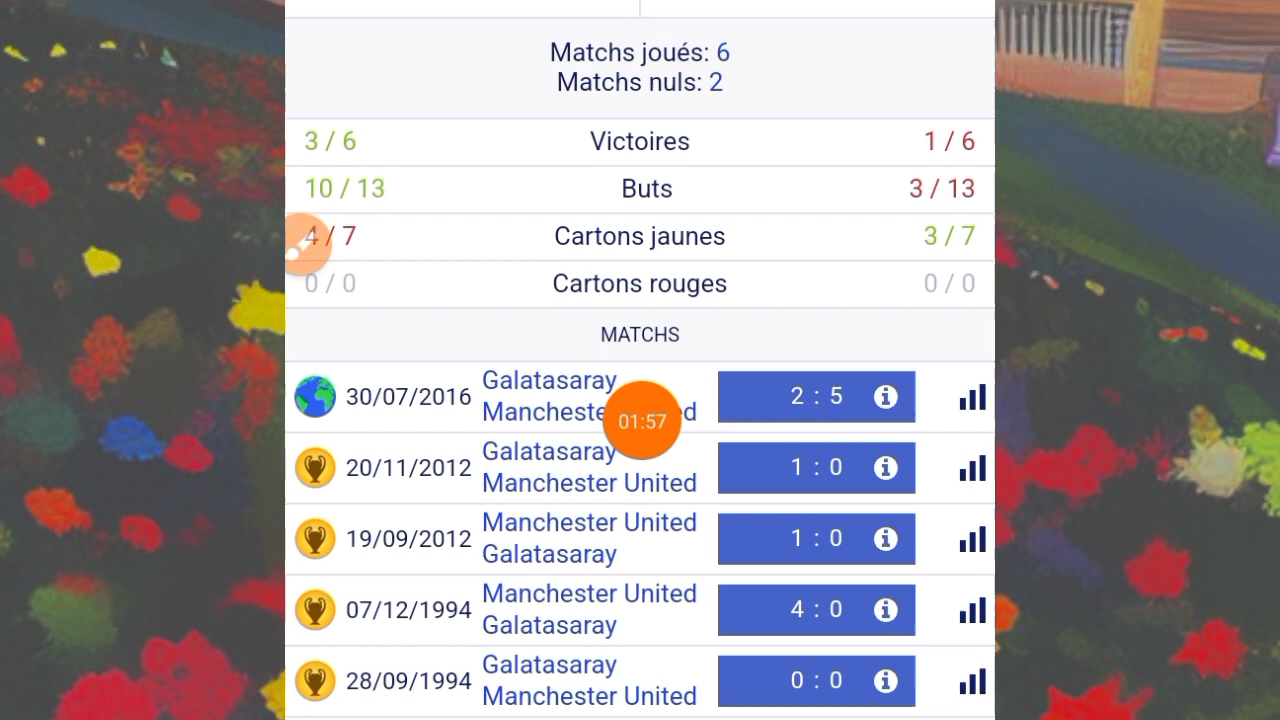 Matchs joués: 6
Matchs nuls: 2
3 / 6 Victoires 1 / 6
10 / 13 Buts 3 / 13
4 / 7 Cartons jaunes 3 / 7
0 / 0 Cartons rouges 0 / 0
MATCHS
30/07/2016 Galatasaray
Manchester United 2 : 5
01:57
20/11/2012 Galatasaray
Manchester United 1 : 0
19/09/2012 Manchester United
Galatasaray 1 : 0
07/12/1994 Manchester United
Galatasaray 4 : 0
28/09/1994 Galatasaray
Manchester United 0 : 0